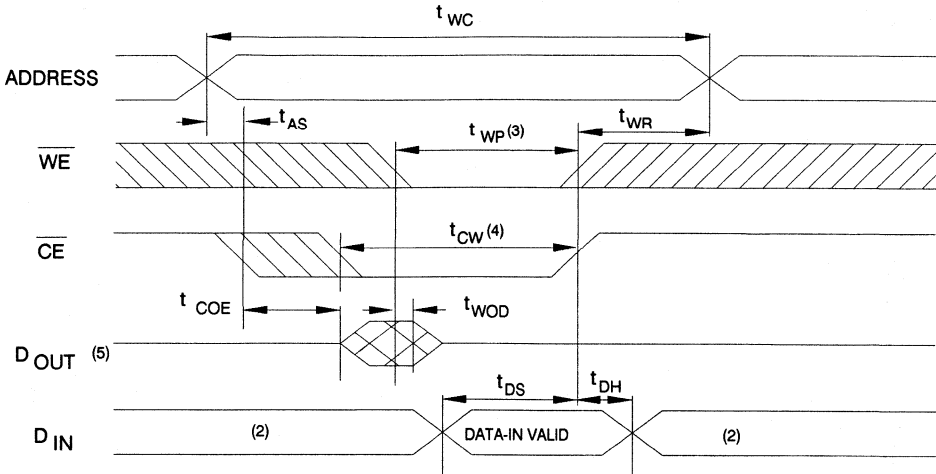 t WC
ADDRESS
t AS
t WP (3)
t WR
WE
t CW (4)
CE
t COE
t WOD
D OUT (5)
t DS
t DH
D IN
(2)
DATA-IN VALID
(2)